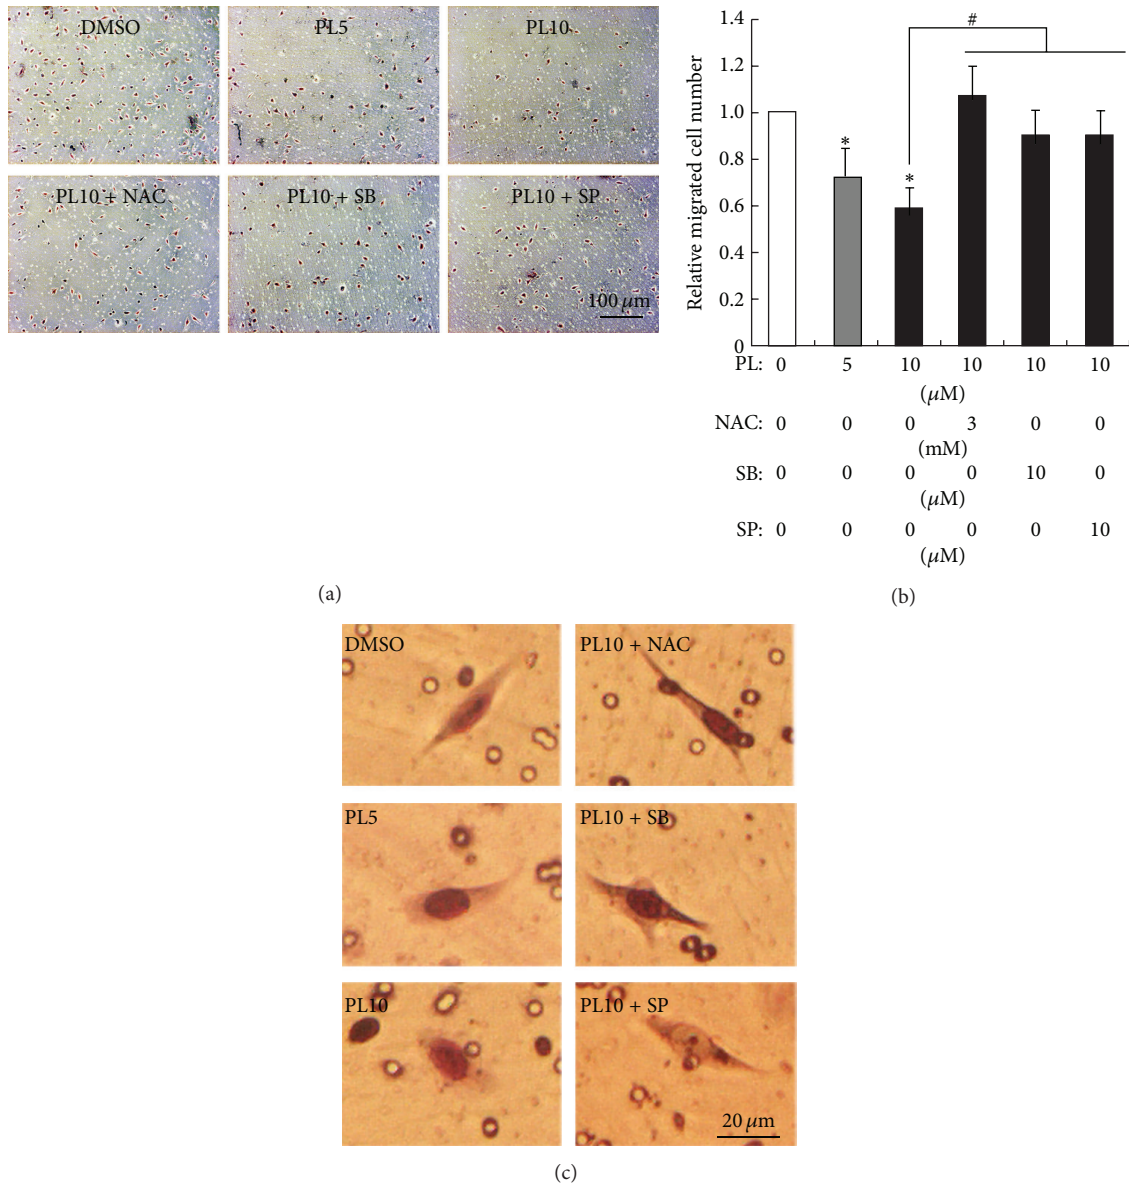 DMSO PL5 PL10
PL10 + NAC PL10 + SB PL10 + SP
100 μm
(a)
Relative migrated cell number
1.4
1.2
1.0
0.8
0.6
0.4
0.2
0
* * #
PL: 0 5 10 10 10 10
(μM)
NAC: 0 0 0 3 0 0
(mM)
SB: 0 0 0 0 10 0
(μM)
SP: 0 0 0 0 0 10
(μM)
(b)
DMSO PL10 + NAC
PL5 PL10 + SB
PL10 PL10 + SP
20 μm
(c)